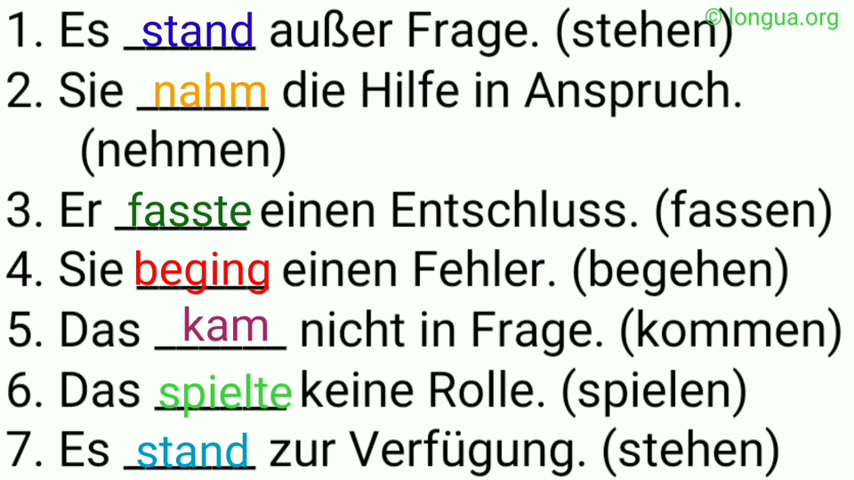 © longua.org
1. Es stand außer Frage. (stehen)
2. Sie nahm die Hilfe in Anspruch.
(nehmen)
3. Er fasste einen Entschluss. (fassen)
4. Sie beging einen Fehler. (begehen)
5. Das kam nicht in Frage. (kommen)
6. Das spielte keine Rolle. (spielen)
7. Es stand zur Verfügung. (stehen)